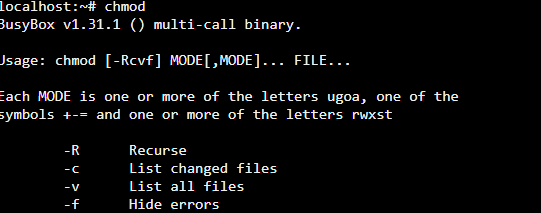 localhost:~# chmod
BusyBox v1.31.1 () multi-call binary.
Usage: chmod [-Rcvf] MODE[,MODE]... FILE...
Each MODE is one or more of the letters ugoa, one of the
symbols +-= and one or more of the letters rwxst
-R Recurse
-c List changed files
-v List all files
-f Hide errors